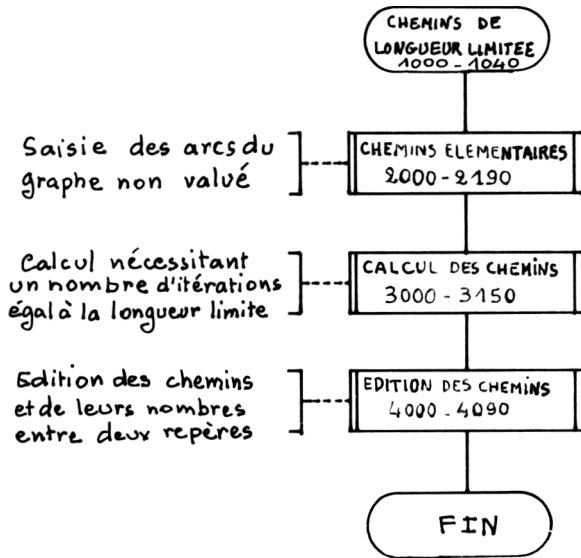 CHEMINS DE
LONGUEUR LIMITEE
1000-1040
Saisie des arcs du
graphe non valué
CHEMINS ELEMENTAIRES
2000-2190
Calcul nécessitant
un nombre d'itérations
égal à la longueur limite
CALCUL DES CHEMINS
3000-3150
Edition des chemins
et de leurs nombres
entre deux repères
EDITION DES CHEMINS
4000-4090
FIN